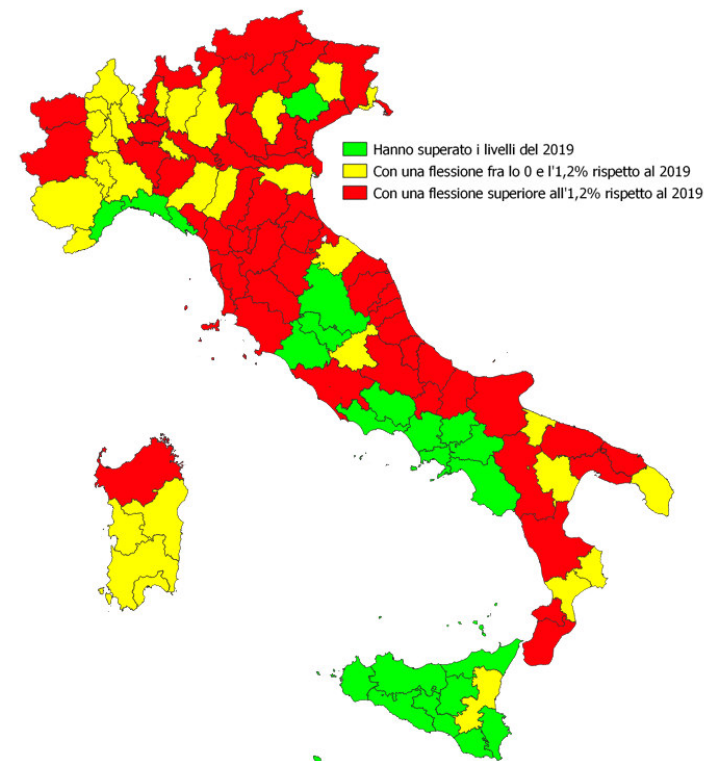 Hanno superato i livelli del 2019
Con una flessione fra lo 0 e l'1,2% rispetto al 2019
Con una flessione superiore all'1,2% rispetto al 2019